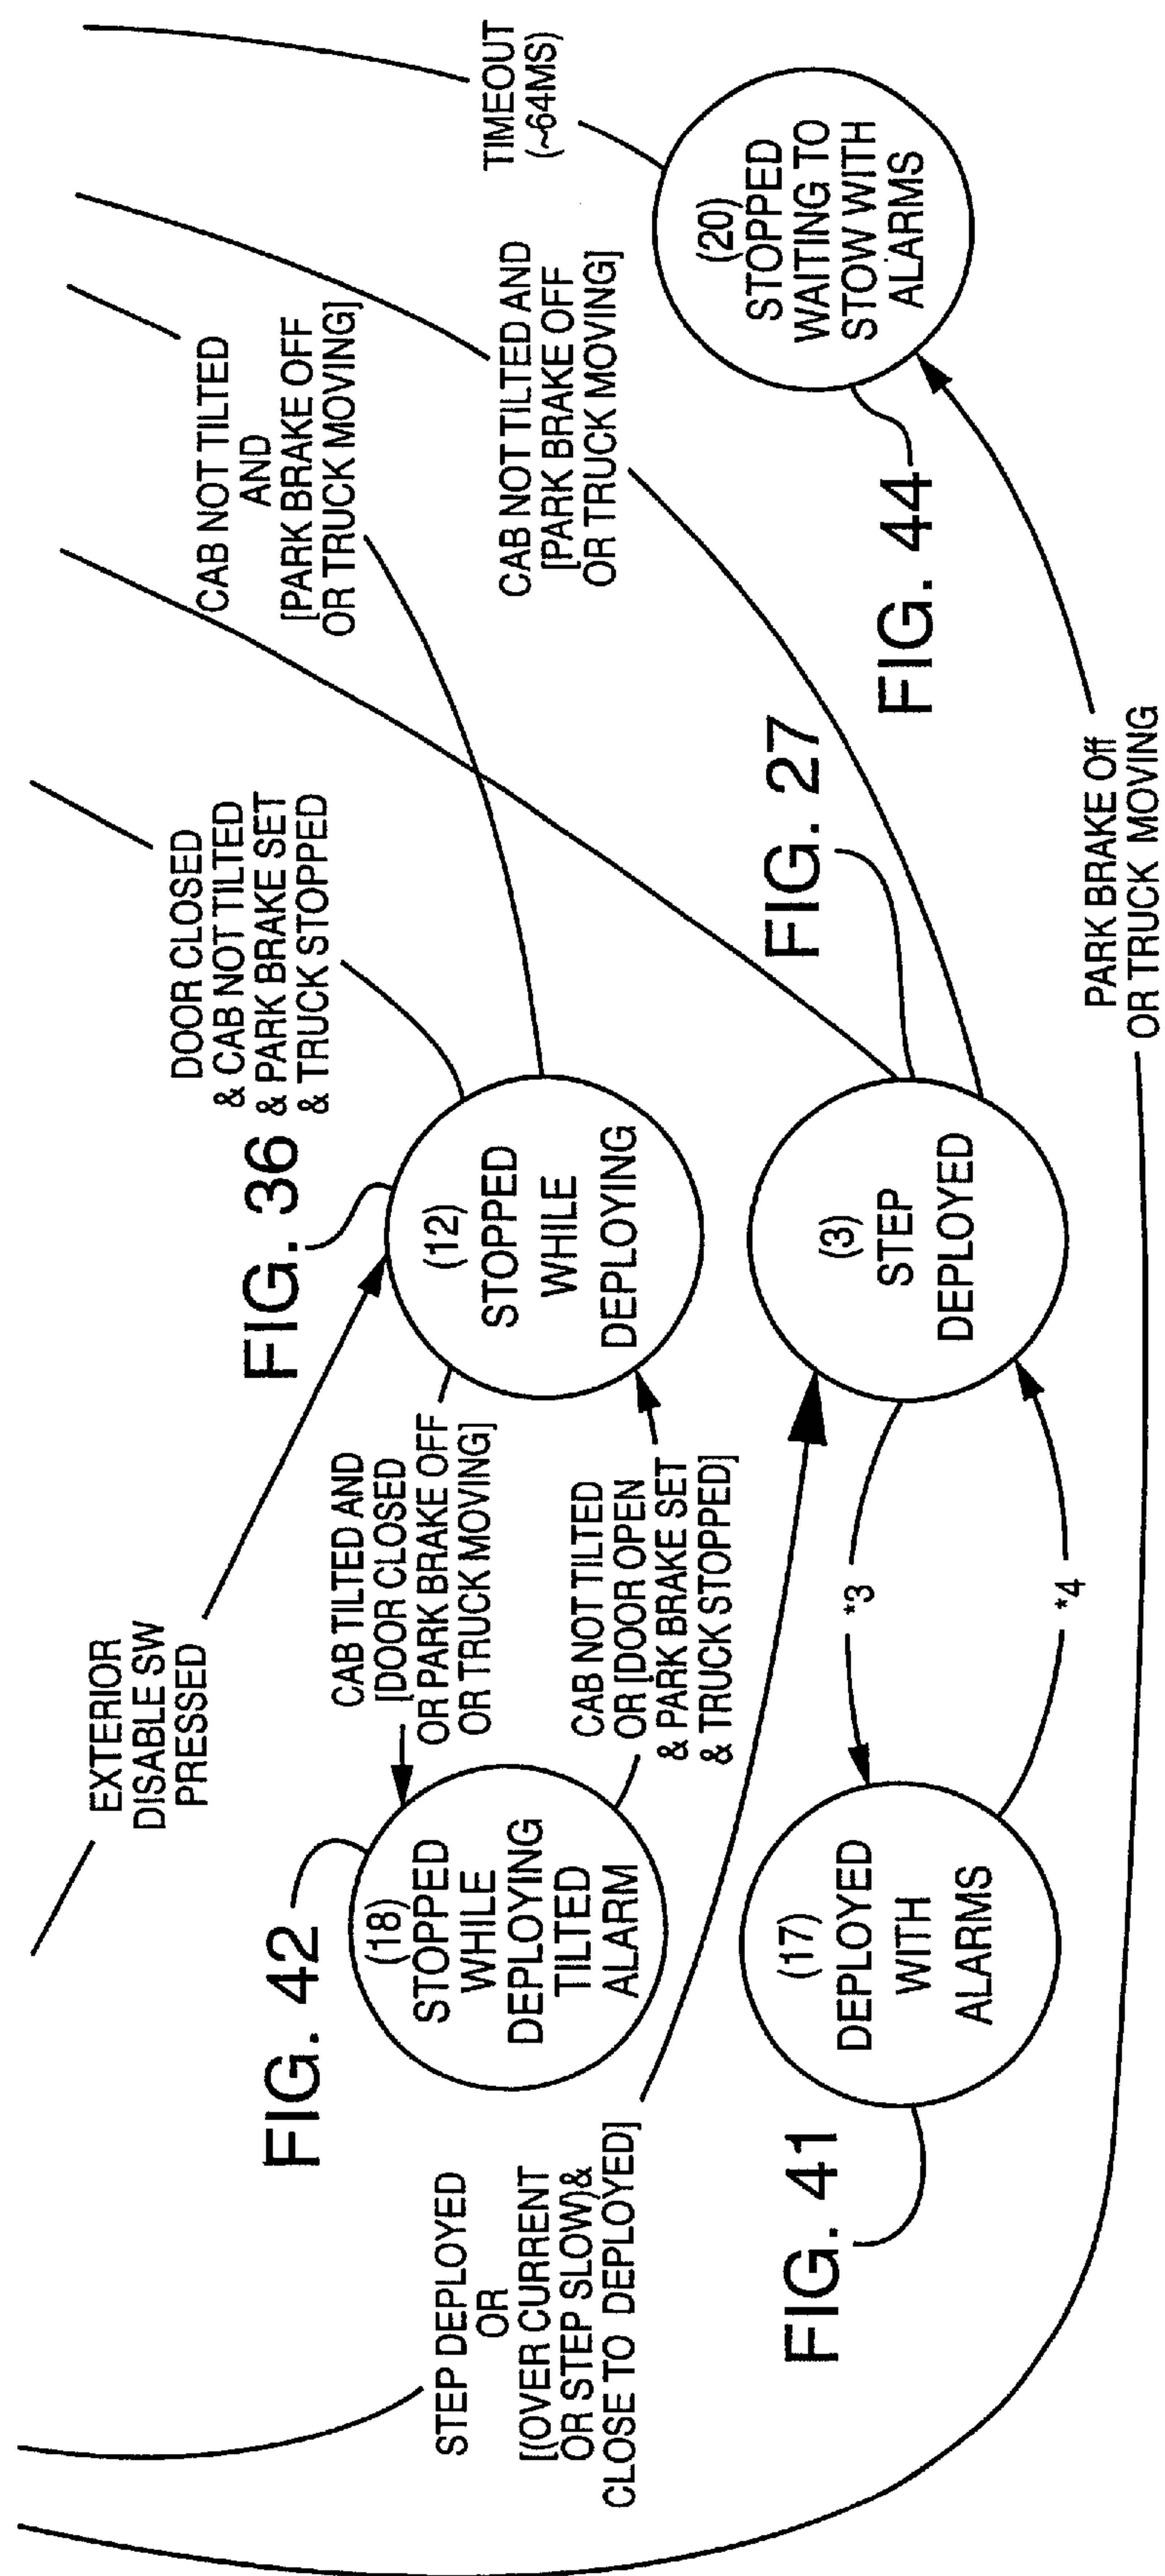 EXTERIOR
DISABLE SW
PRESSED
DOOR CLOSED
& CAB NOT TILTED
& PARK BRAKE SET
& TRUCK STOPPED
CAB NOT TILTED
AND
[PARK BRAKE OFF
OR TRUCK MOVING]
TIMEOUT
(~64MS)
FIG. 42
(18)
STOPPED
WHILE
DEPLOYING
TILTED
ALARM
CAB TILTED AND
[DOOR CLOSED
OR PARK BRAKE OFF
OR TRUCK MOVING]
FIG. 36
(12)
STOPPED
WHILE
DEPLOYING
CAB NOT TILTED AND
[PARK BRAKE OFF
OR TRUCK MOVING]
CAB NOT TILTED
OR [DOOR OPEN
& PARK BRAKE SET
& TRUCK STOPPED]
STEP DEPLOYED
OR
[(OVER CURRENT
OR STEP SLOW)&
CLOSE TO DEPLOYED]
(20)
STOPPED
WAITING TO
STOW WITH
ALARMS
FIG. 44
FIG. 41
(17)
DEPLOYED
WITH
ALARMS
*3
*4
(3)
STEP
DEPLOYED
FIG. 27
PARK BRAKE Off
OR TRUCK MOVING